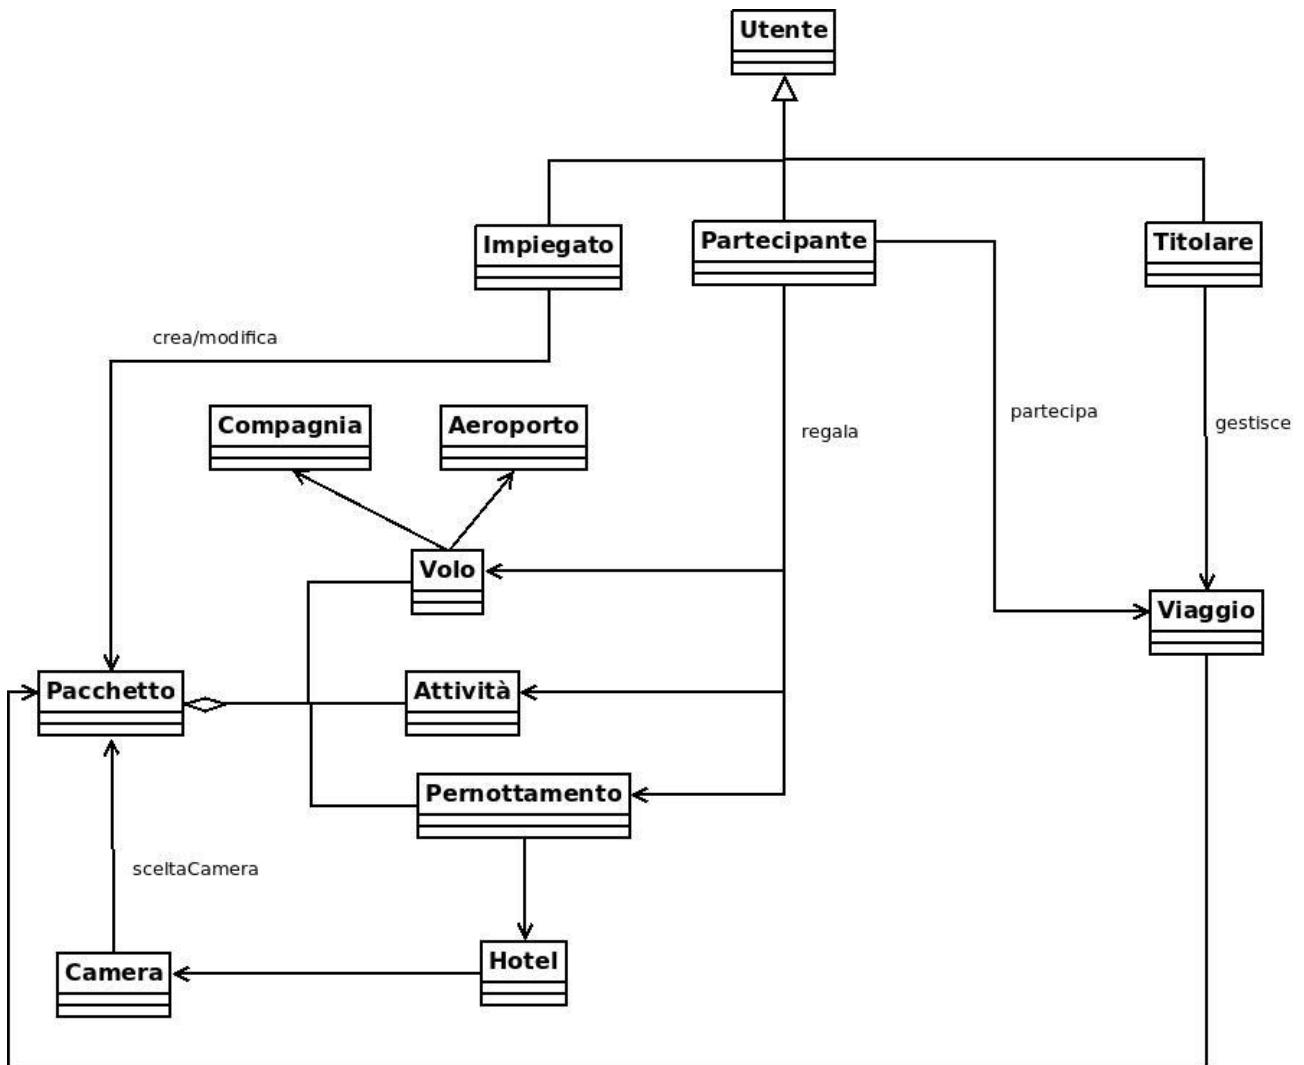 Utente
Impiegato
Partecipante
Titolare
crea/modifica
Compagnia
Aeroporto
regala
partecipa
gestisce
Volo
Viaggio
Pacchetto
Attività
Pernottamento
sceltaCamera
Camera
Hotel